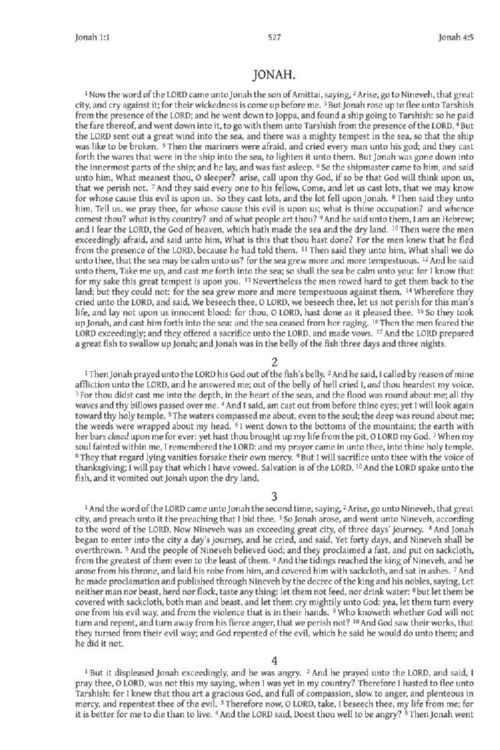 Jonah 1:1 527 Jonah 4:5
JONAH.
1 Now the word of the LORD came unto Jonah the son of Amittai, saying, 2 Arise, go to Nineveh, that great
city, and cry against it; for their wickedness is come up before me. 3 But Jonah rose up to flee unto Tarshish
from the presence of the LORD; and he went down to Joppa, and found a ship going to Tarshish: so he paid
the fare thereof, and went down into it, to go with them unto Tarshish from the presence of the LORD. 4 But
the LORD sent out a great wind into the sea, and there was a mighty tempest in the sea, so that the ship
was like to be broken. 5 Then the mariners were afraid, and cried every man unto his god; and they cast
forth the wares that were in the ship into the sea, to lighten it unto them. But Jonah was gone down into
the innermost parts of the ship; and he lay, and was fast asleep. 6 So the shipmaster came to him, and said
unto him, What meanest thou, O sleeper? arise, call upon thy God, if so be that God will think upon us,
that we perish not. 7 And they said every one to his fellow, Come, and let us cast lots, that we may know
for whose cause this evil is upon us. So they cast lots, and the lot fell upon Jonah. 8 Then said they unto
him, Tell us, we pray thee, for whose cause this evil is upon us; what is thine occupation? and whence
comest thou? what is thy country? and of what people art thou? 9 And he said unto them, I am an Hebrew;
and I fear the LORD, the God of heaven, which hath made the sea and the dry land. 10 Then were the men
exceedingly afraid, and said unto him, What is this that thou hast done? For the men knew that he fled
from the presence of the LORD, because he had told them. 11 Then said they unto him, What shall we do
unto thee, that the sea may be calm unto us? for the sea grew more and more tempestuous. 12 And he said
unto them, Take me up, and cast me forth into the sea; so shall the sea be calm unto you: for I know that
for my sake this great tempest is upon you. 13 Nevertheless the men rowed hard to get them back to the
land; but they could not: for the sea grew more and more tempestuous against them. 14 Wherefore they
cried unto the LORD, and said, We beseech thee, O LORD, we beseech thee, let us not perish for this man's
life, and lay not upon us innocent blood: for thou, O LORD, hast done as it pleased thee. 15 So they took
up Jonah, and cast him forth into the sea: and the sea ceased from her raging. 16 Then the men feared the
LORD exceedingly; and they offered a sacrifice unto the LORD, and made vows. 17 And the LORD prepared
a great fish to swallow up Jonah; and Jonah was in the belly of the fish three days and three nights.
2
1 Then Jonah prayed unto the LORD his God out of the fish's belly. 2 And he said, I called by reason of mine
affliction unto the LORD, and he answered me; out of the belly of hell cried I, and thou heardest my voice.
3 For thou didst cast me into the depth, in the heart of the seas, and the flood was round about me; all thy
waves and thy billows passed over me. 4 And I said, I am cast out from before thine eyes; yet I will look again
toward thy holy temple. 5 The waters compassed me about, even to the soul; the deep was round about me;
the weeds were wrapped about my head. 6 I went down to the bottoms of the mountains; the earth with
her bars closed upon me for ever: yet hast thou brought up my life from the pit, O LORD my God. 7 When my
soul fainted within me, I remembered the LORD: and my prayer came in unto thee, into thine holy temple.
8 They that regard lying vanities forsake their own mercy. 9 But I will sacrifice unto thee with the voice of
thanksgiving; I will pay that which I have vowed. Salvation is of the LORD. 10 And the LORD spake unto the
fish, and it vomited out Jonah upon the dry land.
3
1 And the word of the LORD came unto Jonah the second time, saying, 2 Arise, go unto Nineveh, that great
city, and preach unto it the preaching that I bid thee. 3 So Jonah arose, and went unto Nineveh, according
to the word of the LORD. Now Nineveh was an exceeding great city, of three days' journey. 4 And Jonah
began to enter into the city a day's journey, and he cried, and said, Yet forty days, and Nineveh shall be
overthrown. 5 And the people of Nineveh believed God; and they proclaimed a fast, and put on sackcloth,
from the greatest of them even to the least of them. 6 And the tidings reached the king of Nineveh, and he
arose from his throne, and laid his robe from him, and covered him with sackcloth, and sat in ashes. 7 And
he made proclamation and published through Nineveh by the decree of the king and his nobles, saying, Let
neither man nor beast, herd nor flock, taste any thing: let them not feed, nor drink water: 8 but let them be
covered with sackcloth, both man and beast, and let them cry mightily unto God: yea, let them turn every
one from his evil way, and from the violence that is in their hands. 9 Who knoweth whether God will not
turn and repent, and turn away from his fierce anger, that we perish not? 10 And God saw their works, that
they turned from their evil way; and God repented of the evil, which he said he would do unto them; and
he did it not.
4
1 But it displeased Jonah exceedingly, and he was angry. 2 And he prayed unto the LORD, and said, I
pray thee, O LORD, was not this my saying, when I was yet in my country? Therefore I hasted to flee unto
Tarshish: for I knew that thou art a gracious God, and full of compassion, slow to anger, and plenteous in
mercy, and repentest thee of the evil. 3 Therefore now, O LORD, take, I beseech thee, my life from me; for
it is better for me to die than to live. 4 And the LORD said, Doest thou well to be angry? 5 Then Jonah went